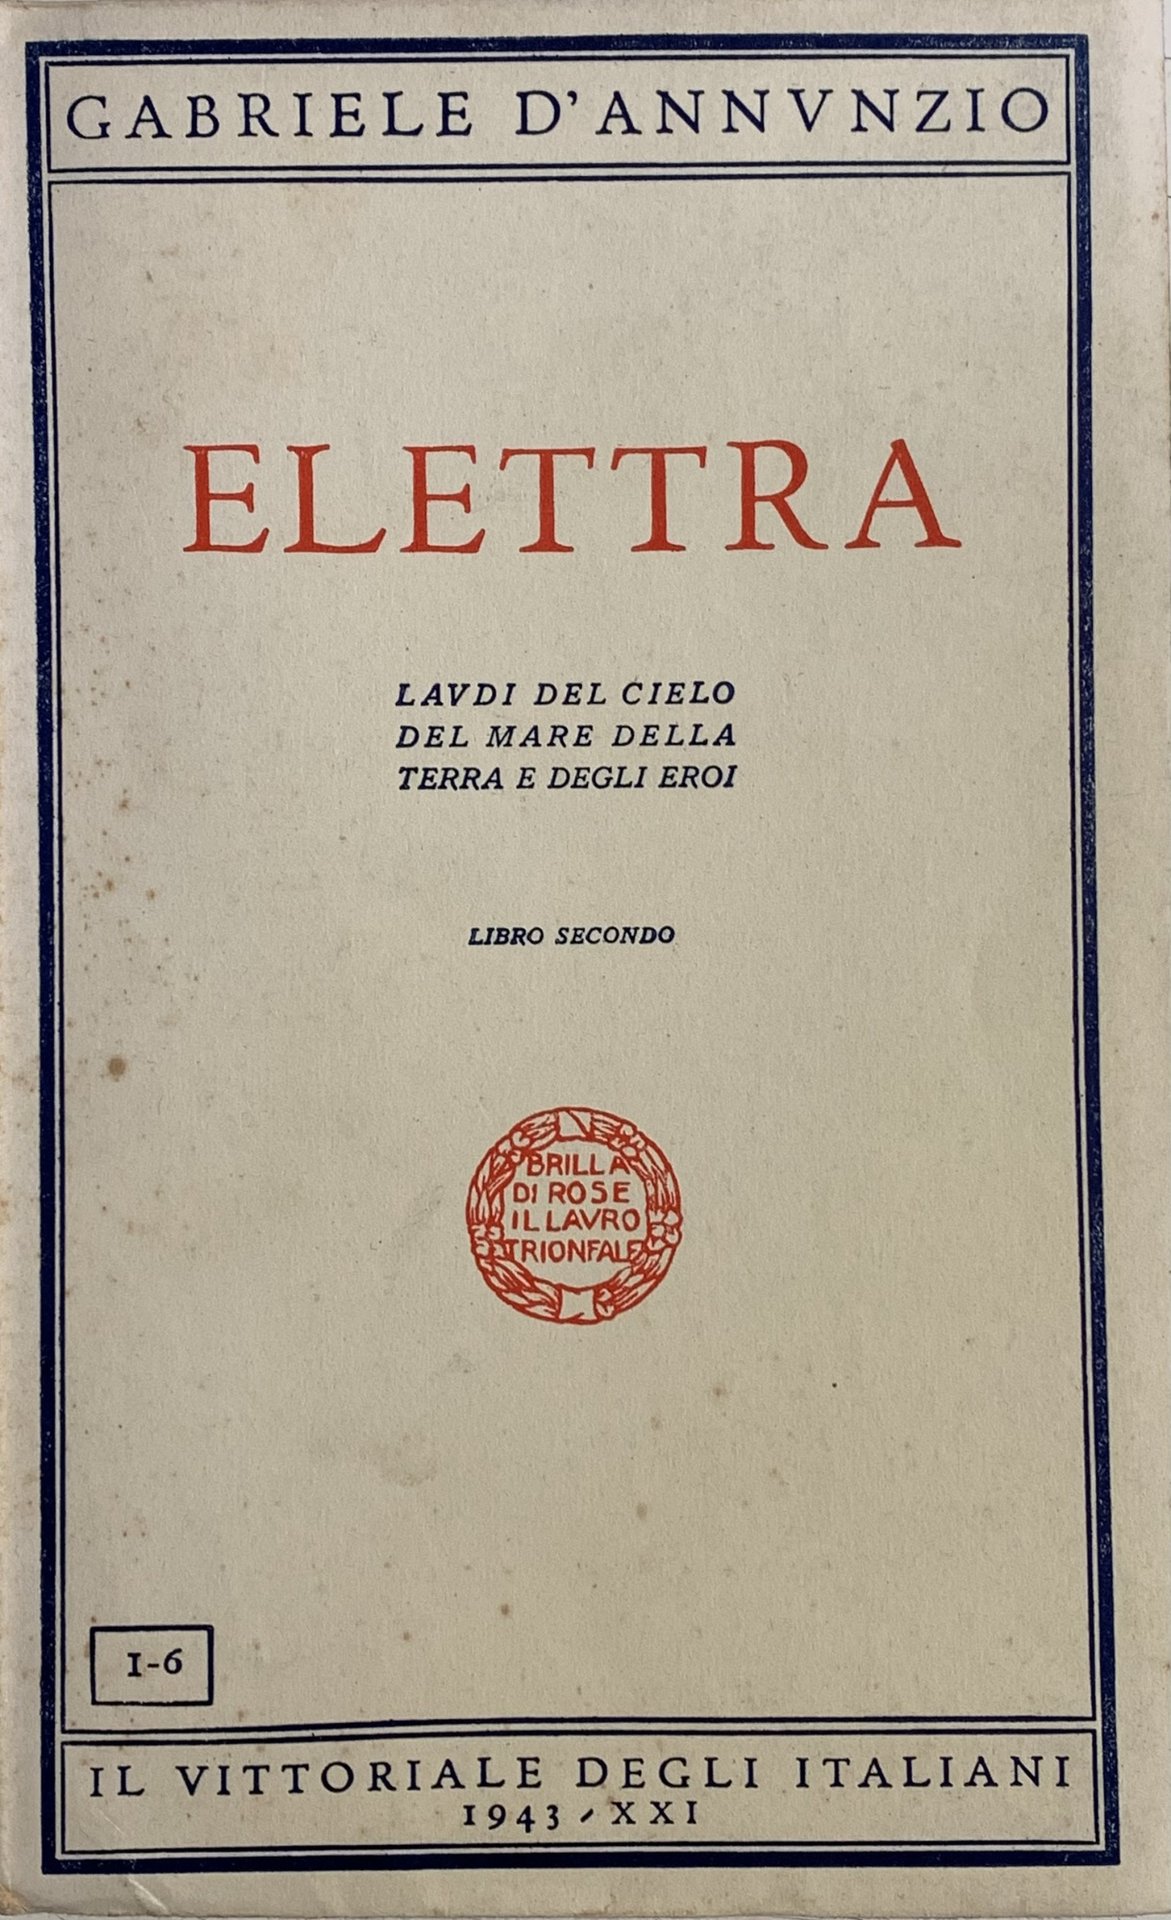 GABRIELE D'ANNVNZIO
ELETTRA
LAVDI DEL CIELO
DEL MARE DELLA
TERRA E DEGLI EROI
LIBRO SECONDO
BRILLA
DI ROSE
IL LAVRO
TRIONFALE
I-6
IL VITTORIALE DEGLI ITALIANI
1943 - XXI